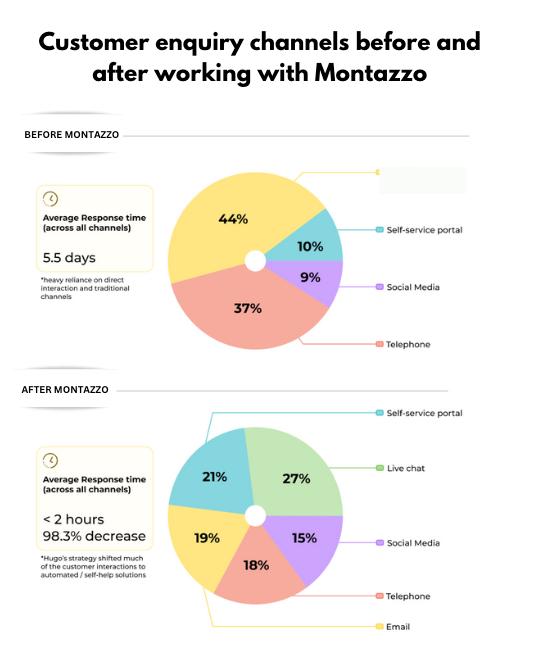 Customer enquiry channels before and
after working with Montazzo
BEFORE MONTAZZO
Average Response time
(across all channels)
5.5 days
*heavy reliance on direct
interaction and traditional
channels
44%
10%
9%
37%
Self-service portal
Social Media
Telephone
AFTER MONTAZZO
Average Response time
(across all channels)
< 2 hours
98.3% decrease
*Hugo's strategy shifted much
of the customer interactions to
automated / self-help solutions
21%
27%
19%
15%
18%
Self-service portal
Live chat
Social Media
Telephone
Email